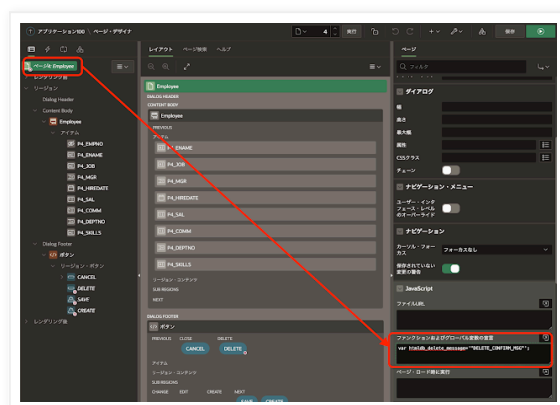 アプリケーション100 \ ページ・デザイナ
4
実行
保存
ページ4: Employee
レンダリング前
リージョン
Dialog Header
Content Body
Employee
アイテム
P4_EMPNO
P4_ENAME
P4_JOB
P4_MGR
P4_HIREDATE
P4_SAL
P4_COMM
P4_DEPTNO
P4_SKILLS
Dialog Footer
ボタン
リージョン・ボタン
CANCEL
DELETE
SAVE
CREATE
レンダリング後
レイアウト ページ検索 ヘルプ
Employee
DIALOG HEADER
CONTENT BODY
Employee
PREVIOUS
アイテム
P4_ENAME
P4_JOB
P4_MGR
P4_HIREDATE
P4_SAL
P4_COMM
P4_DEPTNO
P4_SKILLS
リージョン・コンテンツ
SUB REGIONS
NEXT
DIALOG FOOTER
ボタン
PREVIOUS CLOSE DELETE
CANCEL DELETE
アイテム
リージョン・コンテンツ
SUB REGIONS
CHANGE EDIT CREATE NEXT
SAVE CREATE
ページ
フィルタ
ダイアログ
幅
高さ
最大幅
属性
CSSクラス
チェーン
ナビゲーション・メニュー
ユーザー・インタ
フェース・レベル
のオーバーライド
ナビゲーション
カーソル・フォー
カス
フォーカスなし
保存されていない
変更の警告
JavaScript
ファイルURL
ファンクションおよびグローバル変数の宣言
var htmldb_delete_message='"DELETE_CONFIRM_MSG"';
ページ・ロード時に実行